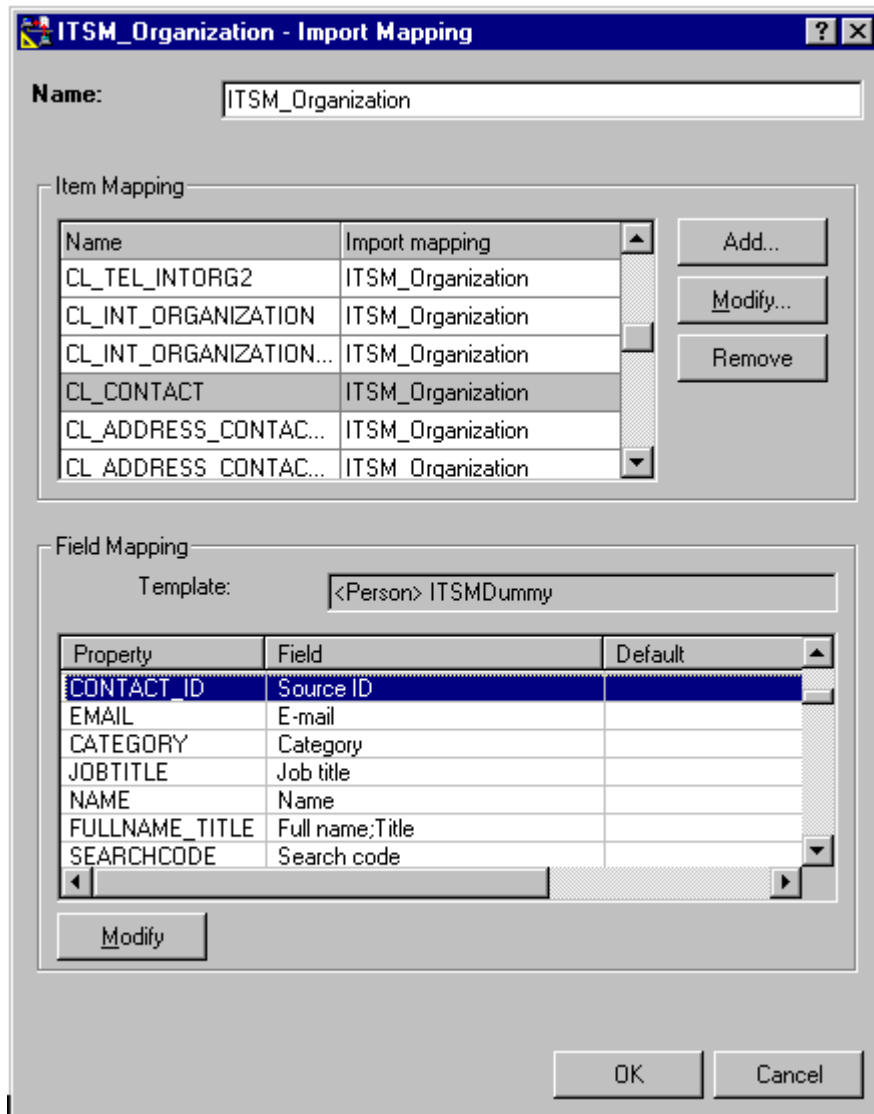 ITSM_Organization - Import Mapping
Name: ITSM_Organization
Item Mapping
Name Import mapping
CL_TEL_INTORG2 ITSM_Organization
CL_INT_ORGANIZATION ITSM_Organization
CL_INT_ORGANIZATION... ITSM_Organization
CL_CONTACT ITSM_Organization
CL_ADDRESS_CONTAC... ITSM_Organization
CL_ADDRESS_CONTAC... ITSM_Organization
Add...
Modify...
Remove
Field Mapping
Template: <Person> ITSMDummy
Property Field Default
CONTACT_ID Source ID
EMAIL E-mail
CATEGORY Category
JOBTITLE Job title
NAME Name
FULLNAME_TITLE Full name;Title
SEARCHCODE Search code
Modify
OK Cancel